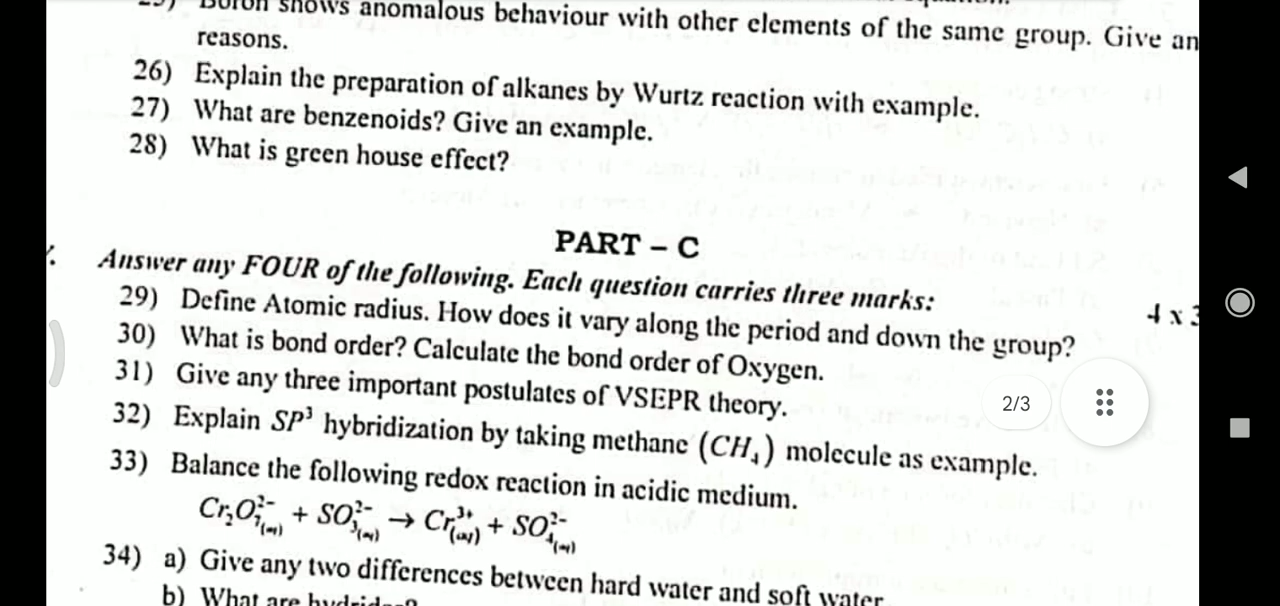 Boron shows anomalous behaviour with other elements of the same group. Give an
reasons.
26) Explain the preparation of alkanes by Wurtz reaction with example.
27) What are benzenoids? Give an example.
28) What is green house effect?
PART – C
Answer any FOUR of the following. Each question carries three marks:
4 x 3
29) Define Atomic radius. How does it vary along the period and down the group?
30) What is bond order? Calculate the bond order of Oxygen.
31) Give any three important postulates of VSEPR theory.
2/3
32) Explain SP³ hybridization by taking methane (CH₄) molecule as example.
33) Balance the following redox reaction in acidic medium.
Cr₂O₇²⁻(aq) + SO₃²⁻(aq) → Cr³⁺(aq) + SO₄²⁻(aq)
34) a) Give any two differences between hard water and soft water
b) What are hydrides?